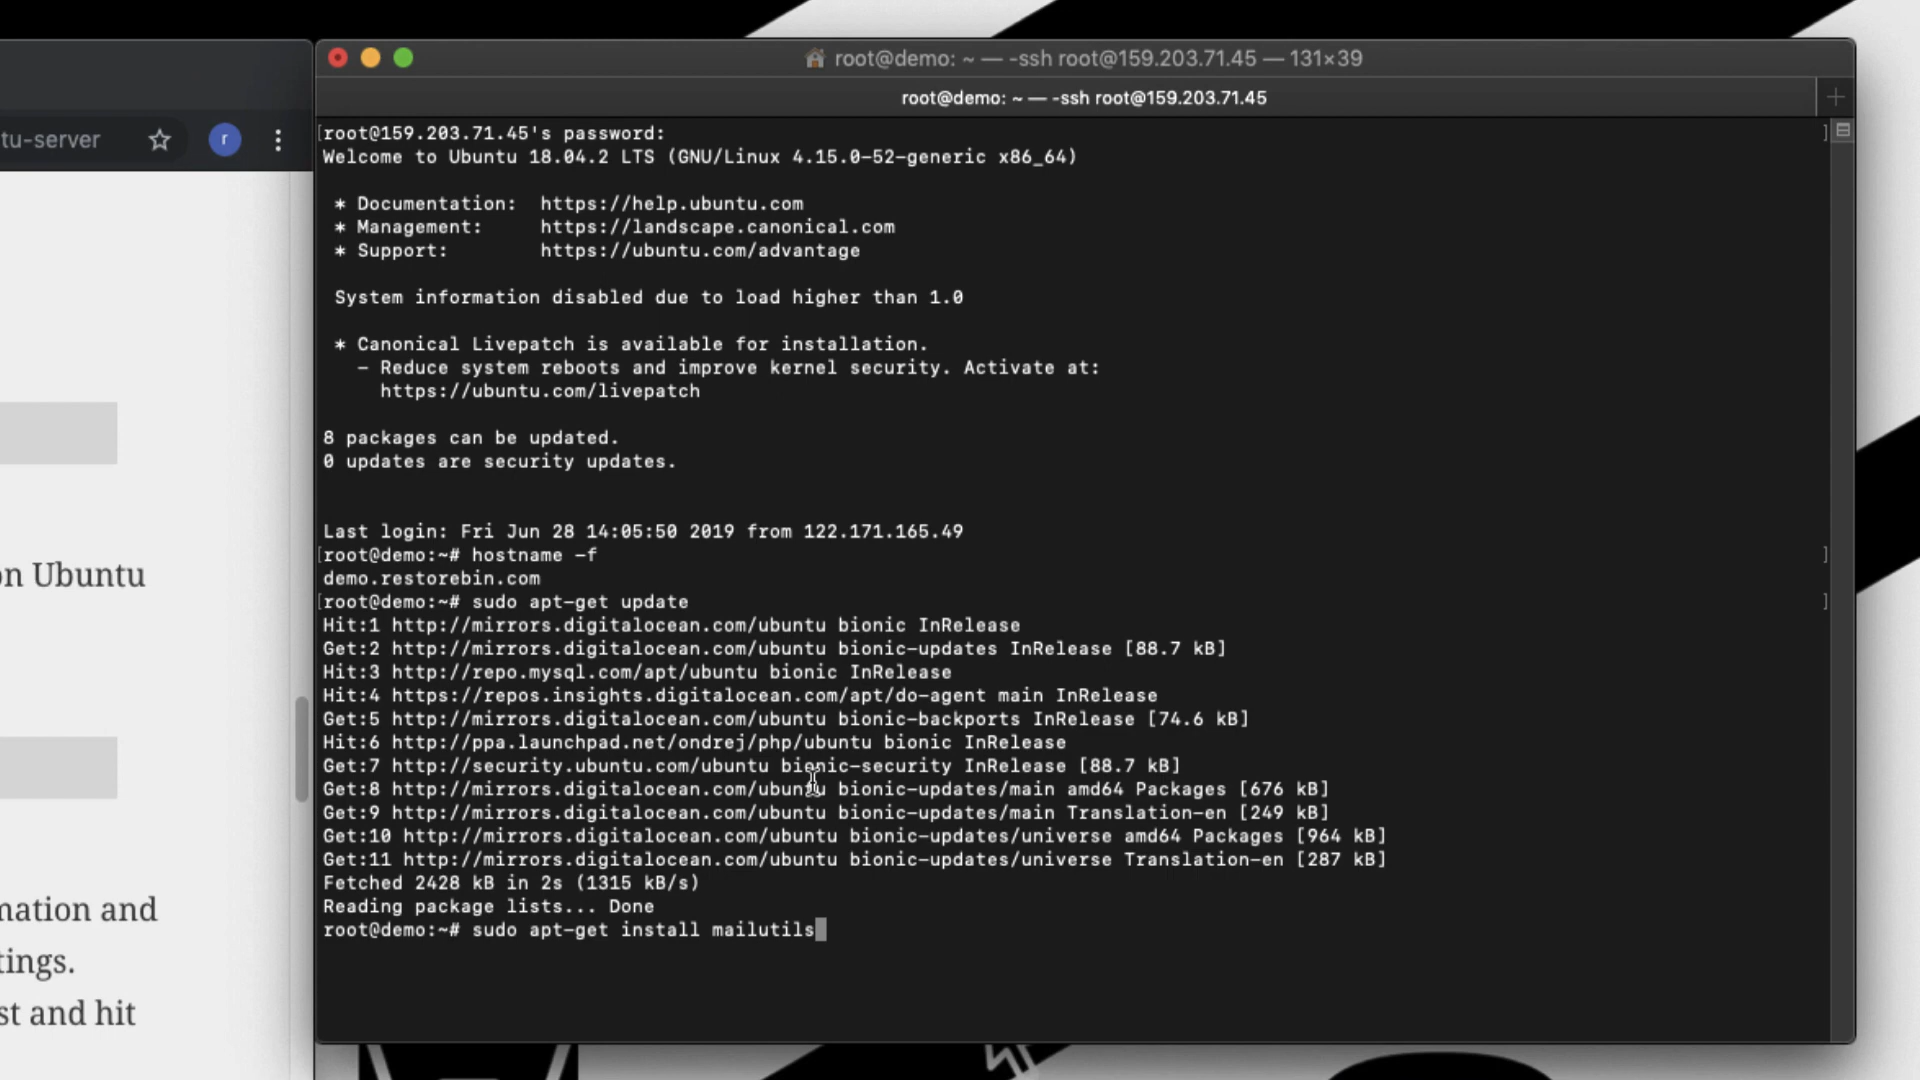 root@demo: ~ — -ssh root@159.203.71.45 — 131×39
root@demo: ~ — -ssh root@159.203.71.45
tu-server
r
[root@159.203.71.45's password: ]
Welcome to Ubuntu 18.04.2 LTS (GNU/Linux 4.15.0-52-generic x86_64)
* Documentation: https://help.ubuntu.com
* Management: https://landscape.canonical.com
* Support: https://ubuntu.com/advantage
System information disabled due to load higher than 1.0
* Canonical Livepatch is available for installation.
– Reduce system reboots and improve kernel security. Activate at:
https://ubuntu.com/livepatch
8 packages can be updated.
0 updates are security updates.
Last login: Fri Jun 28 14:05:50 2019 from 122.171.165.49
[root@demo:~# hostname -f ]
demo.restorebin.com
[root@demo:~# sudo apt-get update ]
Hit:1 http://mirrors.digitalocean.com/ubuntu bionic InRelease
Get:2 http://mirrors.digitalocean.com/ubuntu bionic-updates InRelease [88.7 kB]
Hit:3 http://repo.mysql.com/apt/ubuntu bionic InRelease
Hit:4 https://repos.insights.digitalocean.com/apt/do-agent main InRelease
Get:5 http://mirrors.digitalocean.com/ubuntu bionic-backports InRelease [74.6 kB]
Hit:6 http://ppa.launchpad.net/ondrej/php/ubuntu bionic InRelease
Get:7 http://security.ubuntu.com/ubuntu bionic-security InRelease [88.7 kB]
Get:8 http://mirrors.digitalocean.com/ubuntu bionic-updates/main amd64 Packages [676 kB]
Get:9 http://mirrors.digitalocean.com/ubuntu bionic-updates/main Translation-en [249 kB]
Get:10 http://mirrors.digitalocean.com/ubuntu bionic-updates/universe amd64 Packages [964 kB]
Get:11 http://mirrors.digitalocean.com/ubuntu bionic-updates/universe Translation-en [287 kB]
Fetched 2428 kB in 2s (1315 kB/s)
Reading package lists... Done
root@demo:~# sudo apt-get install mailutils
on Ubuntu
mation and
tings.
st and hit